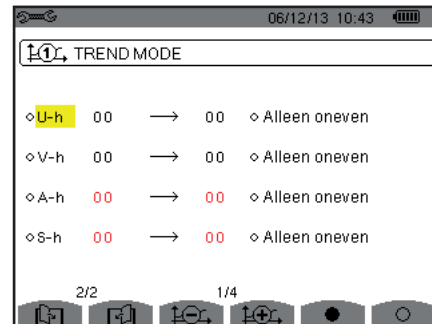 06/12/13 10:43
1 TREND MODE
U-h 00 → 00 Alleen oneven
V-h 00 → 00 Alleen oneven
A-h 00 → 00 Alleen oneven
S-h 00 → 00 Alleen oneven
2/2 1/4